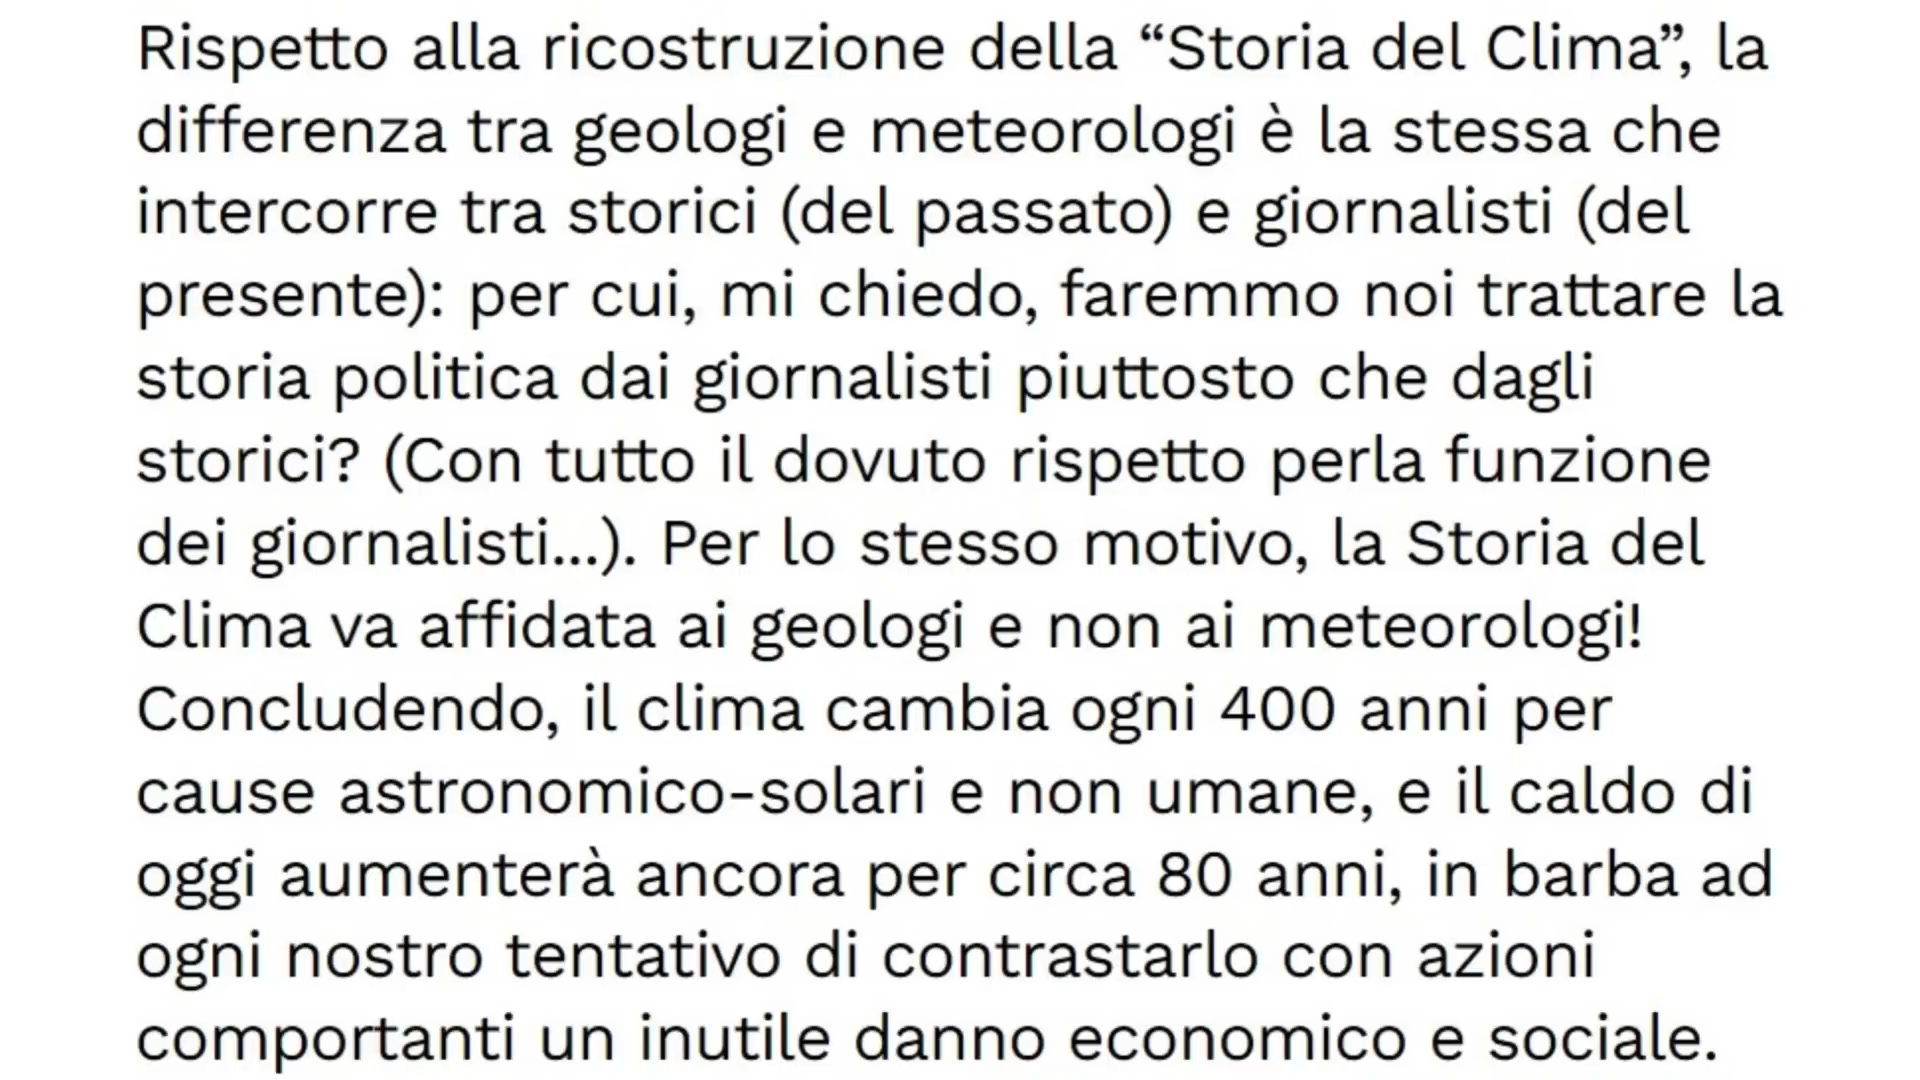 Rispetto alla ricostruzione della “Storia del Clima”, la
differenza tra geologi e meteorologi è la stessa che
intercorre tra storici (del passato) e giornalisti (del
presente): per cui, mi chiedo, faremmo noi trattare la
storia politica dai giornalisti piuttosto che dagli
storici? (Con tutto il dovuto rispetto perla funzione
dei giornalisti...). Per lo stesso motivo, la Storia del
Clima va affidata ai geologi e non ai meteorologi!
Concludendo, il clima cambia ogni 400 anni per
cause astronomico-solari e non umane, e il caldo di
oggi aumenterà ancora per circa 80 anni, in barba ad
ogni nostro tentativo di contrastarlo con azioni
comportanti un inutile danno economico e sociale.